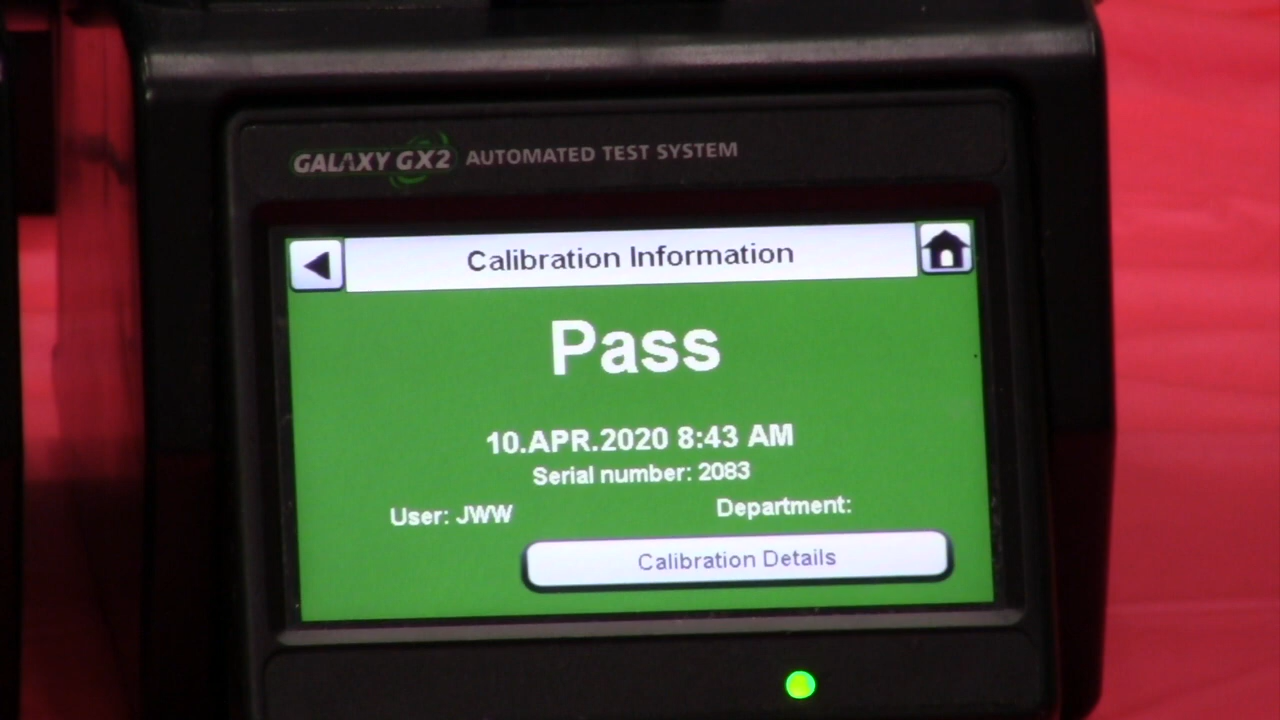 GALAXY GX2 AUTOMATED TEST SYSTEM
Calibration Information
Pass
10.APR.2020 8:43 AM
Serial number: 2083
User: JWW Department:
Calibration Details